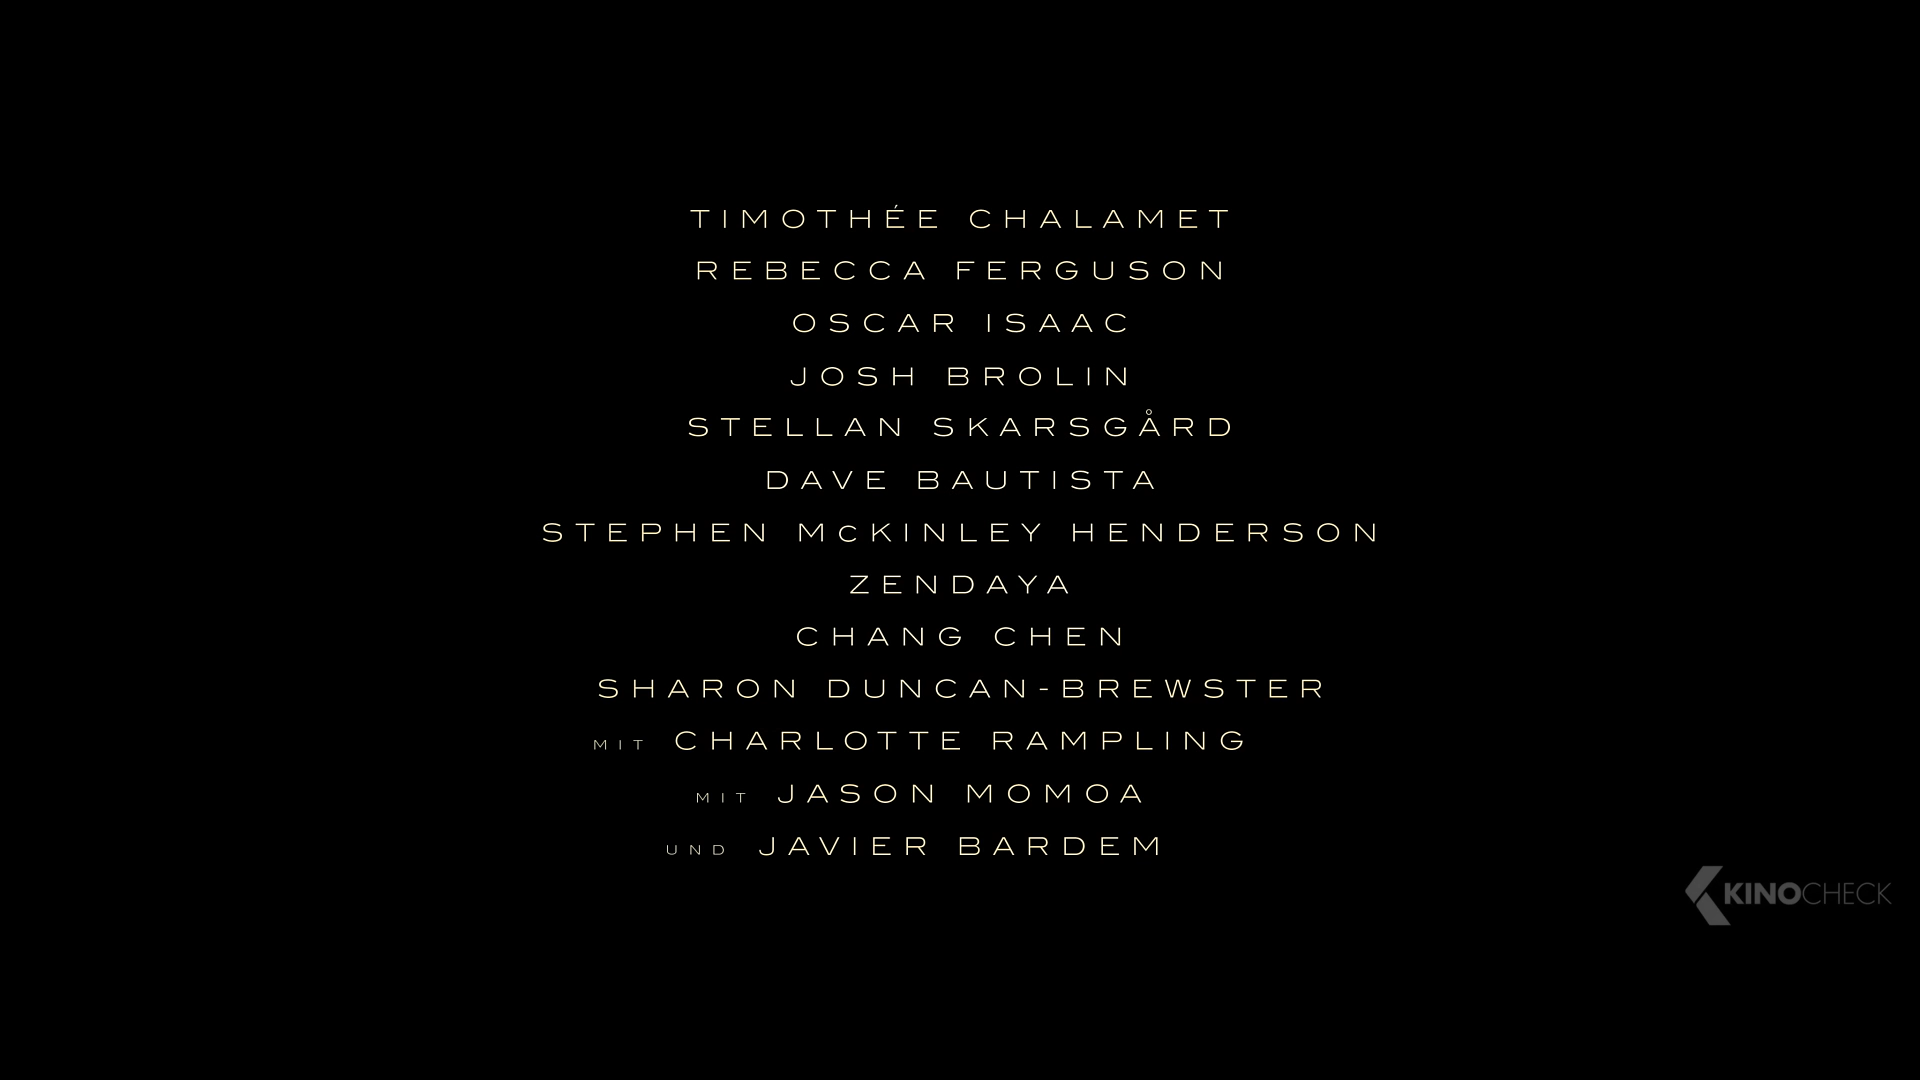 TIMOTHÉE CHALAMET
REBECCA FERGUSON
OSCAR ISAAC
JOSH BROLIN
STELLAN SKARSGÅRD
DAVE BAUTISTA
STEPHEN McKINLEY HENDERSON
ZENDAYA
CHANG CHEN
SHARON DUNCAN-BREWSTER
MIT CHARLOTTE RAMPLING
MIT JASON MOMOA
UND JAVIER BARDEM
KINOCHECK